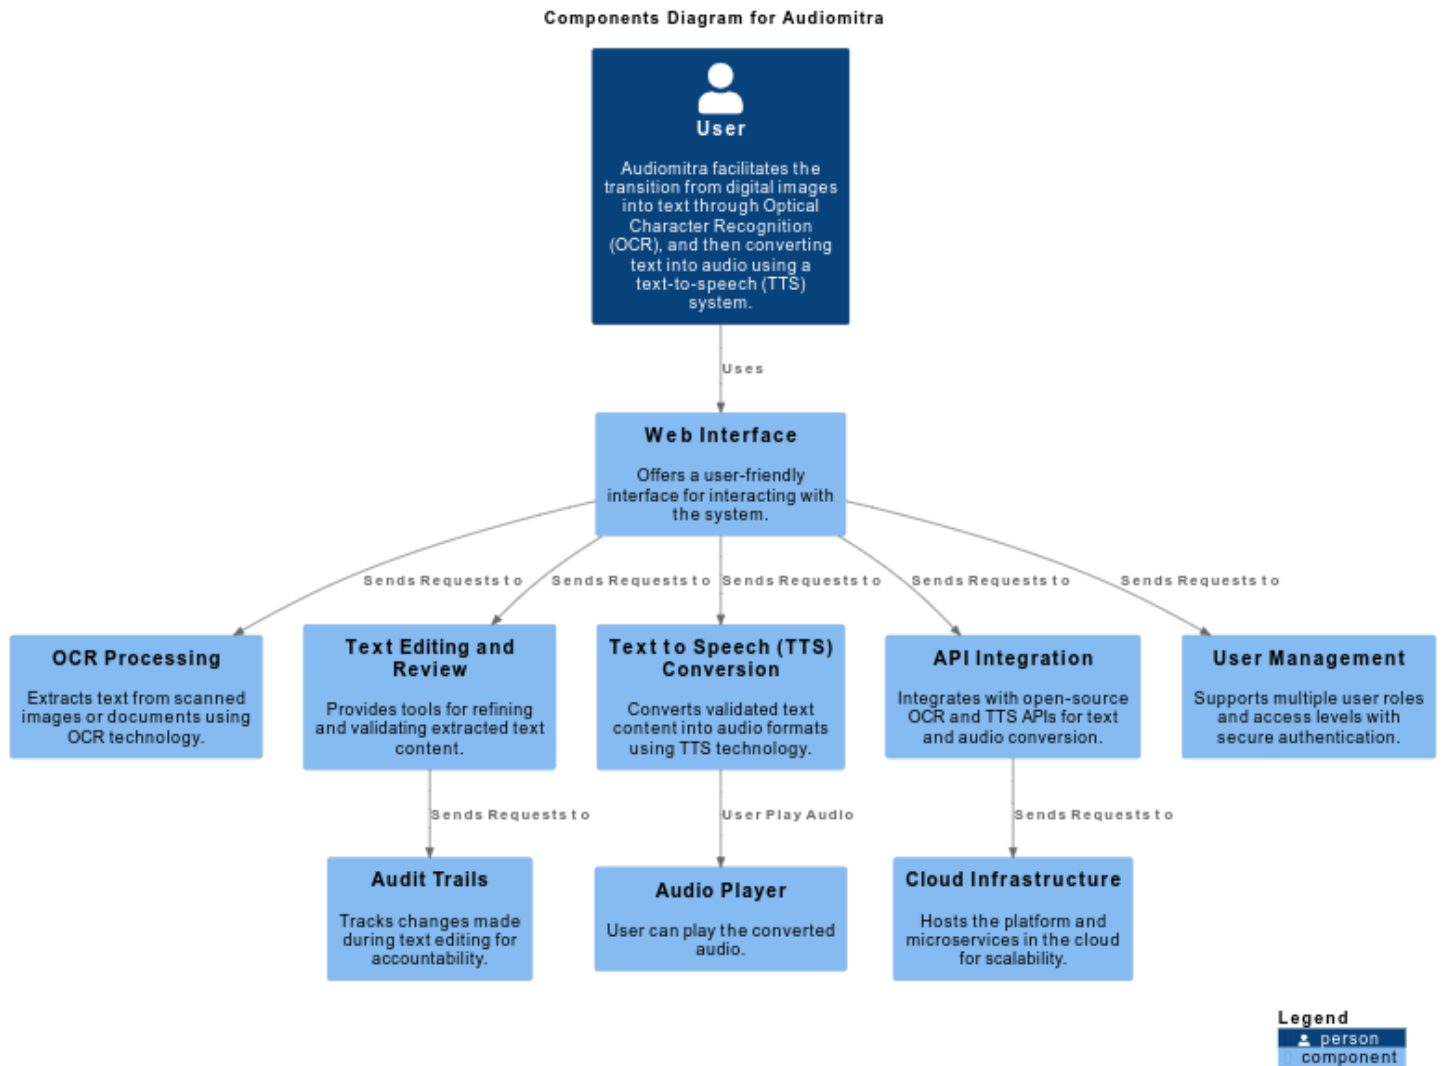 Components Diagram for Audiomitra
User
Audiomitra facilitates the
transition from digital images
into text through Optical
Character Recognition
(OCR), and then converting
text into audio using a
text-to-speech (TTS)
system.
Uses
Web Interface
Offers a user-friendly
interface for interacting with
the system.
Sends Requests to
Sends Requests to
Sends Requests to
Sends Requests to
Sends Requests to
OCR Processing
Extracts text from scanned
images or documents using
OCR technology.
Text Editing and
Review
Provides tools for refining
and validating extracted text
content.
Text to Speech (TTS)
Conversion
Converts validated text
content into audio formats
using TTS technology.
API Integration
Integrates with open-source
OCR and TTS APIs for text
and audio conversion.
User Management
Supports multiple user roles
and access levels with
secure authentication.
Sends Requests to
User Play Audio
Sends Requests to
Audit Trails
Tracks changes made
during text editing for
accountability.
Audio Player
User can play the converted
audio.
Cloud Infrastructure
Hosts the platform and
microservices in the cloud
for scalability.
Legend
person
component